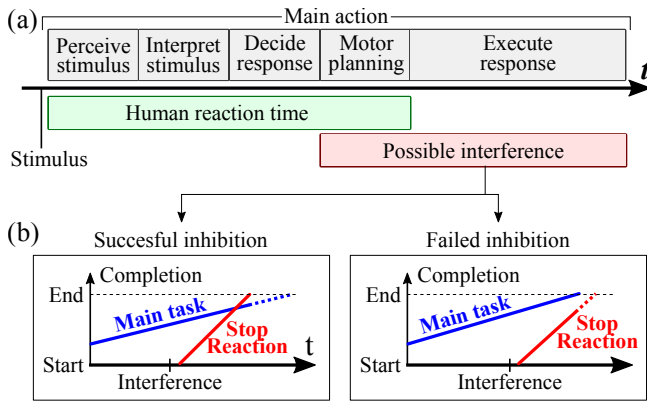 (a)
Main action
Perceive stimulus
Interpret stimulus
Decide response
Motor planning
Execute response
t
Human reaction time
Stimulus
Possible interference
(b)
Succesful inhibition
Failed inhibition
Completion
End
Main task
Stop Reaction
t
Start
Interference
Completion
End
Main task
Stop Reaction
Start
Interference